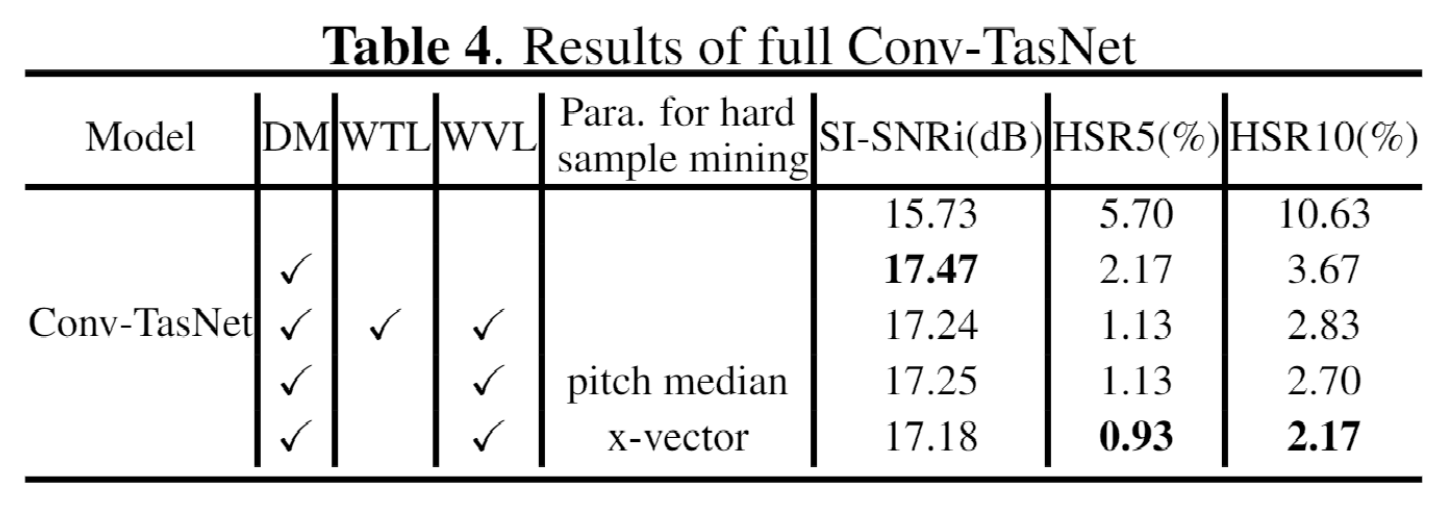 Table 4. Results of full Conv-TasNet
Model DM WTL WVL Para. for hard sample mining SI-SNRi(dB) HSR5(%) HSR10(%)
15.73 5.70 10.63
✓ 17.47 2.17 3.67
Conv-TasNet ✓ ✓ ✓ 17.24 1.13 2.83
✓ ✓ pitch median 17.25 1.13 2.70
✓ ✓ x-vector 17.18 0.93 2.17